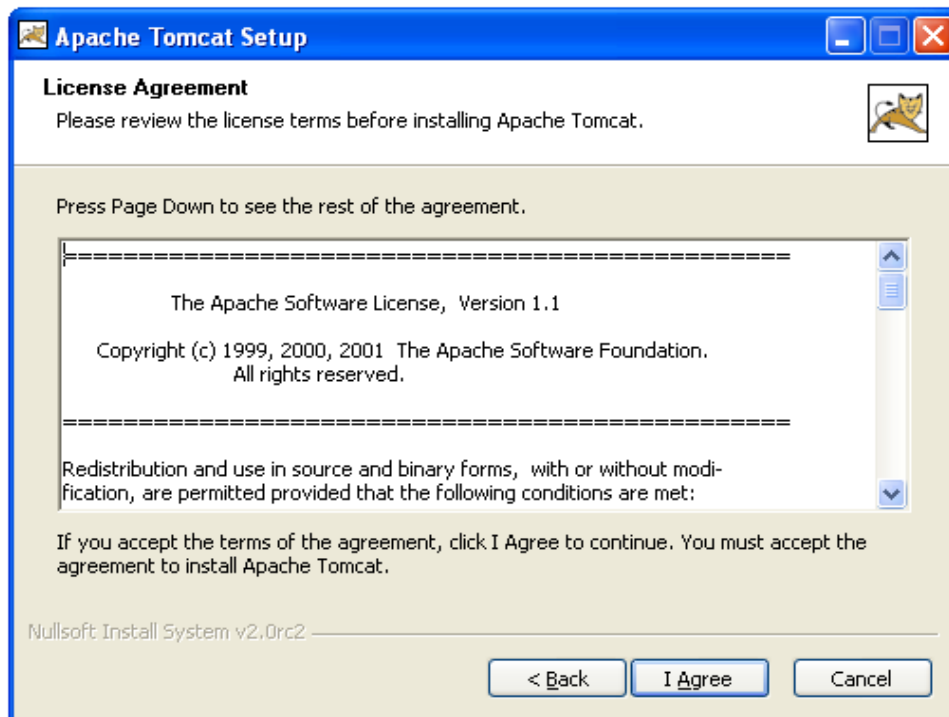 Apache Tomcat Setup
License Agreement
Please review the license terms before installing Apache Tomcat.
Press Page Down to see the rest of the agreement.
=================================================
The Apache Software License,  Version 1.1
Copyright (c) 1999, 2000, 2001  The Apache Software Foundation.
All rights reserved.
=================================================
Redistribution and use in source and binary forms,  with or without modi-
fication, are permitted provided that the following conditions are met:
If you accept the terms of the agreement, click I Agree to continue. You must accept the
agreement to install Apache Tomcat.
Nullsoft Install System v2.0rc2
< Back
I Agree
Cancel